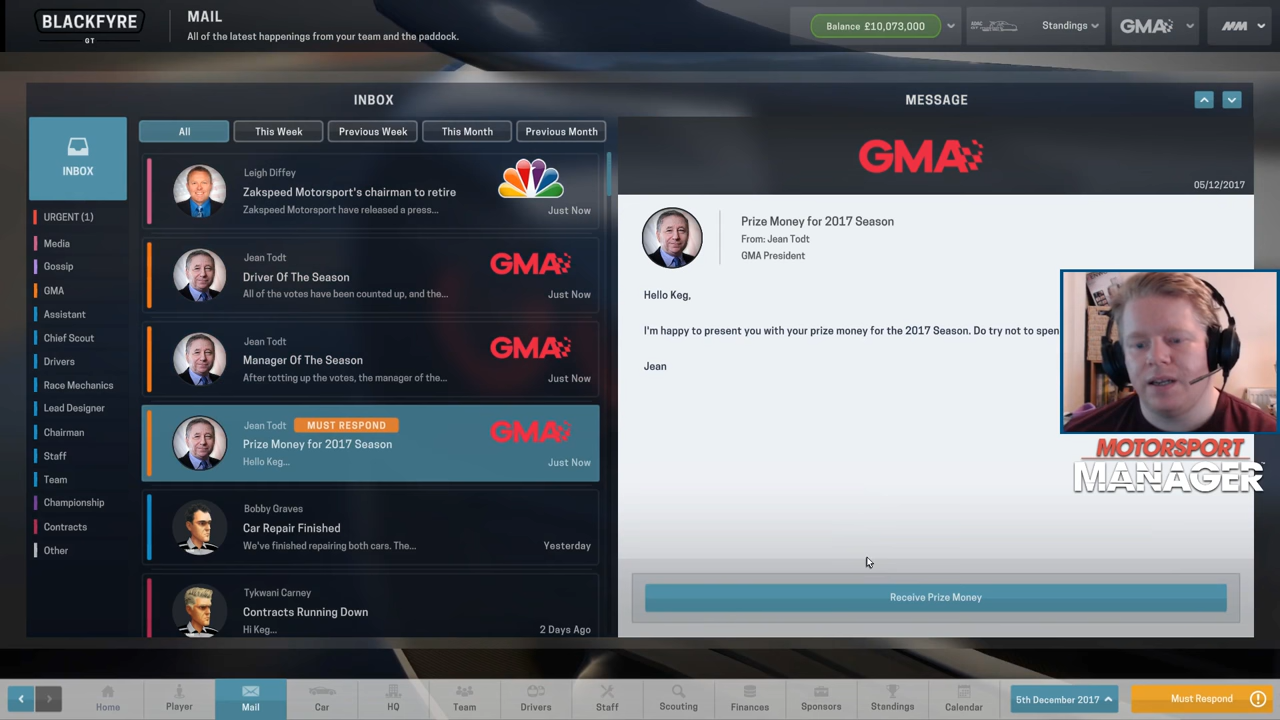 BLACKFYRE
GT
MAIL
All of the latest happenings from your team and the paddock.
Balance £10,073,000
Standings
GMA
INBOX
MESSAGE
INBOX
All
This Week
Previous Week
This Month
Previous Month
URGENT (1)
Media
Gossip
GMA
Assistant
Chief Scout
Drivers
Race Mechanics
Lead Designer
Chairman
Staff
Team
Championship
Contracts
Other
Leigh Diffey
Zakspeed Motorsport's chairman to retire
Zakspeed Motorsport have released a press...
Just Now
Jean Todt
Driver Of The Season
All of the votes have been counted up, and the...
GMA
Just Now
Jean Todt
Manager Of The Season
After totting up the votes, the manager of the...
GMA
Just Now
Jean Todt MUST RESPOND
Prize Money for 2017 Season
Hello Keg,...
GMA
Just Now
Bobby Graves
Car Repair Finished
We've finished repairing both cars. The...
Yesterday
Tykwani Carney
Contracts Running Down
Hi Keg,...
2 Days Ago
GMA
05/12/2017
Prize Money for 2017 Season
From: Jean Todt
GMA President
Hello Keg,
I'm happy to present you with your prize money for the 2017 Season. Do try not to spen
Jean
MOTORSPORT
MANAGER
Receive Prize Money
Home
Player
Mail
Car
HQ
Team
Drivers
Staff
Scouting
Finances
Sponsors
Standings
Calendar
5th December 2017
Must Respond